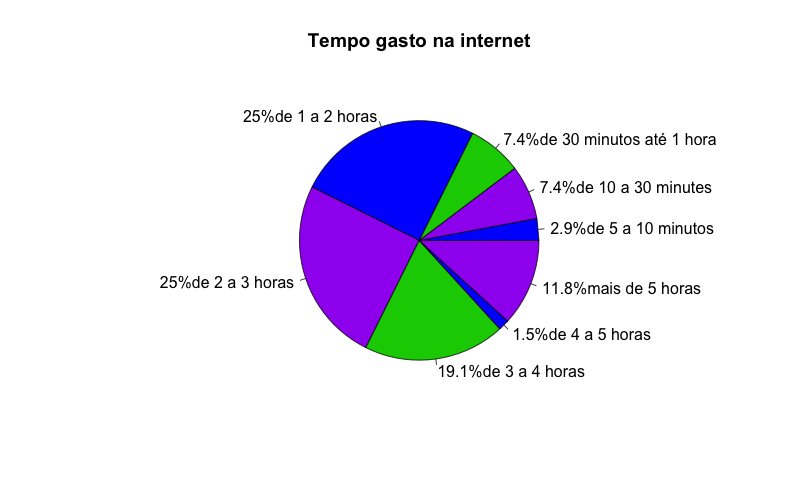 Tempo gasto na internet
25%de 1 a 2 horas
7.4%de 30 minutos até 1 hora
7.4%de 10 a 30 minutes
2.9%de 5 a 10 minutos
25%de 2 a 3 horas
11.8%mais de 5 horas
1.5%de 4 a 5 horas
19.1%de 3 a 4 horas